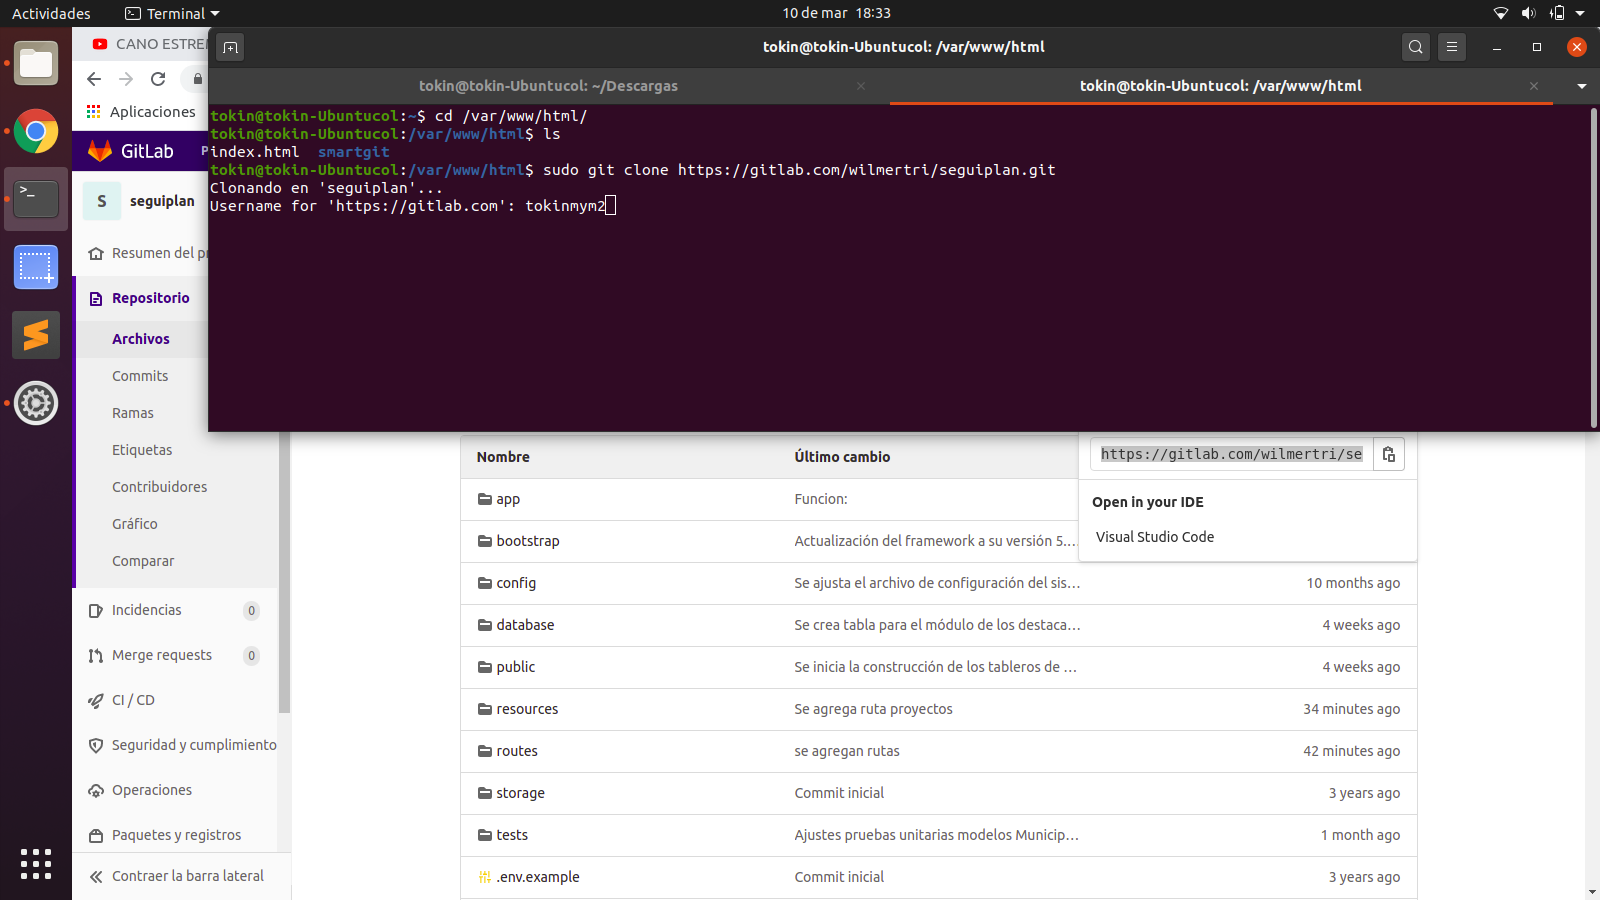 Actividades
Terminal
10 de mar 18:33
CANO ESTRE
Aplicaciones
GitLab
tokin@tokin-Ubuntucol: /var/www/html
tokin@tokin-Ubuntucol: ~/Descargas
tokin@tokin-Ubuntucol: /var/www/html
tokin@tokin-Ubuntucol:~$ cd /var/www/html/
tokin@tokin-Ubuntucol:/var/www/html$ ls
index.html smartgit
tokin@tokin-Ubuntucol:/var/www/html$ sudo git clone https://gitlab.com/wilmertri/seguiplan.git
Clonando en 'seguiplan'...
Username for 'https://gitlab.com': tokinmym2
S seguiplan
Resumen del pr
Repositorio
Archivos
Commits
Ramas
Etiquetas
Contribuidores
Gráfico
Comparar
Incidencias 0
Merge requests 0
CI / CD
Seguridad y cumplimiento
Operaciones
Paquetes y registros
Contraer la barra lateral
https://gitlab.com/wilmertri/se
Open in your IDE
Visual Studio Code
Nombre Último cambio
app Funcion:
bootstrap Actualización del framework a su versión 5....
config Se ajusta el archivo de configuración del sis... 10 months ago
database Se crea tabla para el módulo de los destaca... 4 weeks ago
public Se inicia la construcción de los tableros de ... 4 weeks ago
resources Se agrega ruta proyectos 34 minutes ago
routes se agregan rutas 42 minutes ago
storage Commit inicial 3 years ago
tests Ajustes pruebas unitarias modelos Municip... 1 month ago
.env.example Commit inicial 3 years ago